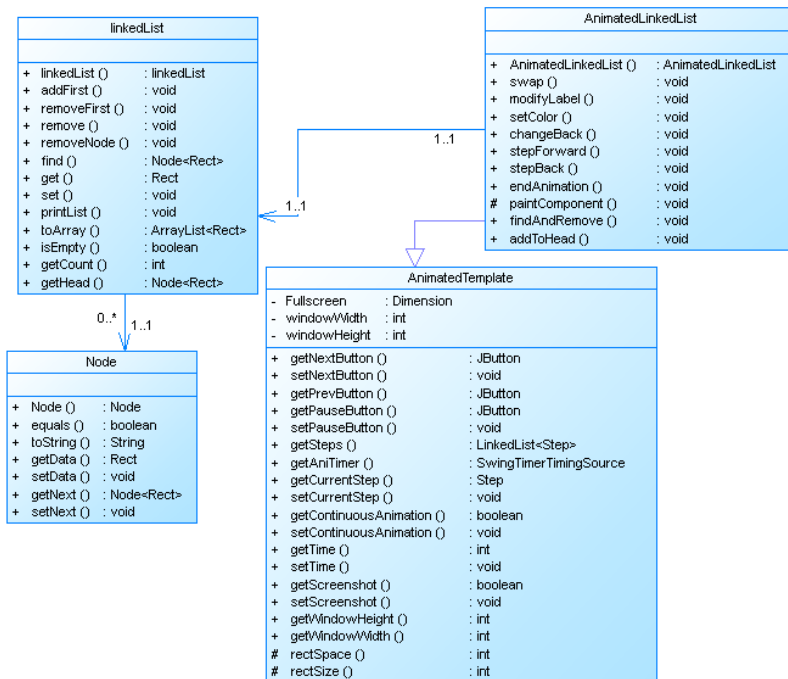 linkedList
+ linkedList () : linkedList
+ addFirst () : void
+ removeFirst () : void
+ remove () : void
+ removeNode () : void
+ find () : Node<Rect>
+ get () : Rect
+ set () : void
+ printList () : void
+ toArray () : ArrayList<Rect>
+ isEmpty () : boolean
+ getCount () : int
+ getHead () : Node<Rect>
AnimatedLinkedList
+ AnimatedLinkedList () : AnimatedLinkedList
+ swap () : void
+ modifyLabel () : void
+ setColor () : void
+ changeBack () : void
+ stepForward () : void
+ stepBack () : void
+ endAnimation () : void
# paintComponent () : void
+ findAndRemove () : void
+ addToHead () : void
1..1
1..1
0..*
1..1
Node
+ Node () : Node
+ equals () : boolean
+ toString () : String
+ getData () : Rect
+ setData () : void
+ getNext () : Node<Rect>
+ setNext () : void
AnimatedTemplate
- Fullscreen : Dimension
- windowWidth : int
- windowHeight : int
+ getNextButton () : JButton
+ setNextButton () : void
+ getPrevButton () : JButton
+ getPauseButton () : JButton
+ setPauseButton () : void
+ getSteps () : LinkedList<Step>
+ getAniTimer () : SwingTimerTimingSource
+ getCurrentStep () : Step
+ setCurrentStep () : void
+ getContinuousAnimation () : boolean
+ setContinuousAnimation () : void
+ getTime () : int
+ setTime () : void
+ getScreenshot () : boolean
+ setScreenshot () : void
+ getWindowHeight () : int
+ getWindowWidth () : int
# rectSpace () : int
# rectSize () : int